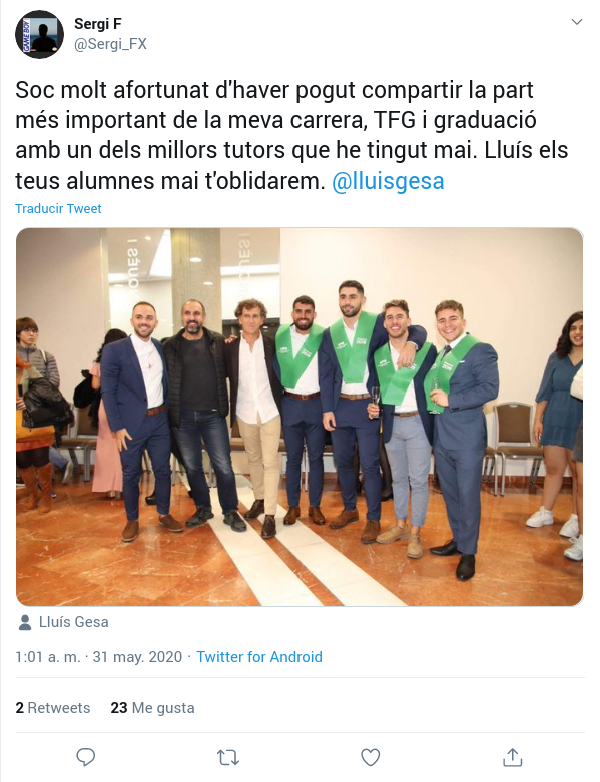 Sergi F
@Sergi_FX
Soc molt afortunat d'haver pogut compartir la part
més important de la meva carrera, TFG i graduació
amb un dels millors tutors que he tingut mai. Lluís els
teus alumnes mai t'oblidarem. @lluisgesa
Traducir Tweet
Lluís Gesa
1:01 a. m. · 31 may. 2020 · Twitter for Android
2 Retweets 23 Me gusta